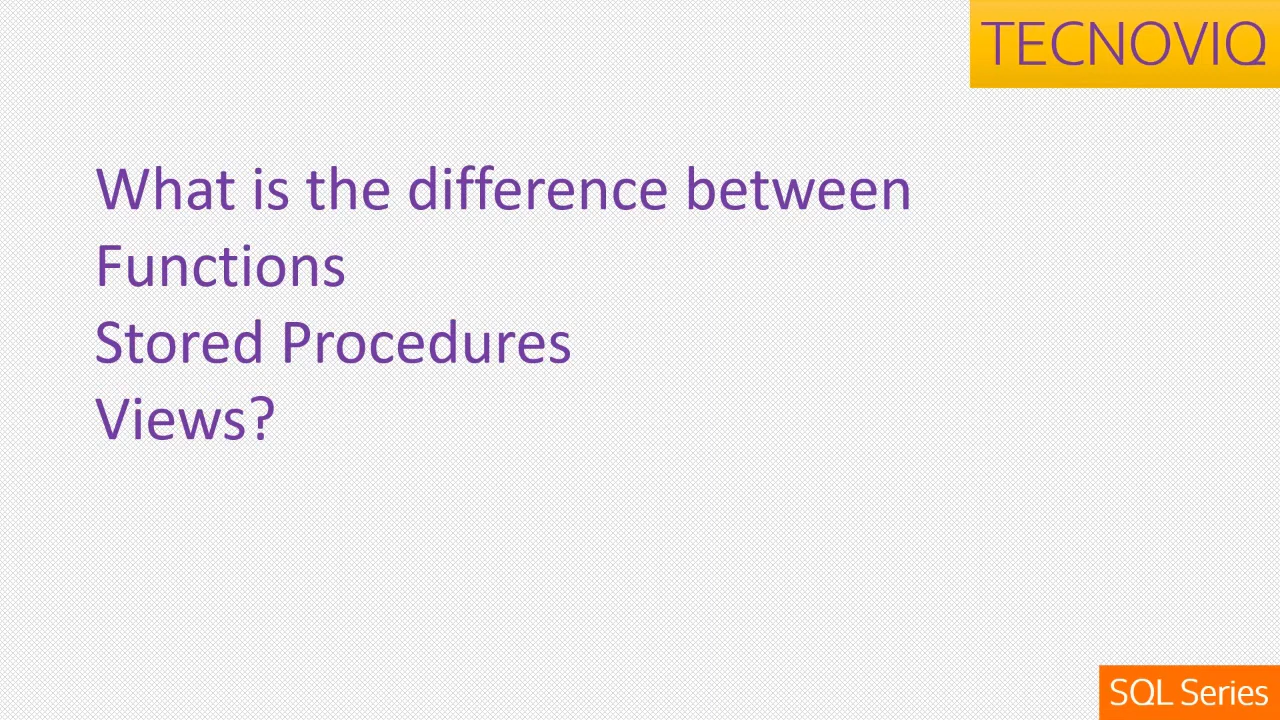 TECNOVIQ
What is the difference between
Functions
Stored Procedures
Views?
SQL Series